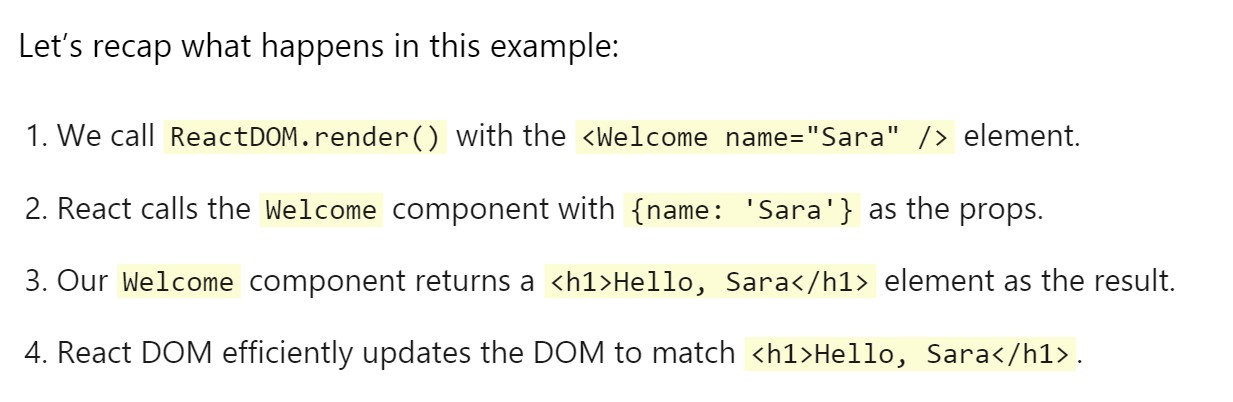 Let’s recap what happens in this example:
1. We call ReactDOM.render() with the <Welcome name="Sara" /> element.
2. React calls the Welcome component with {name: 'Sara'} as the props.
3. Our Welcome component returns a <h1>Hello, Sara</h1> element as the result.
4. React DOM efficiently updates the DOM to match <h1>Hello, Sara</h1>.